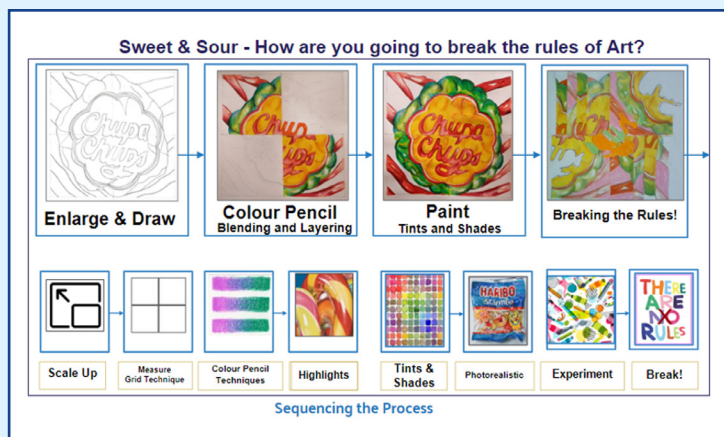 Sweet & Sour - How are you going to break the rules of Art?
Chupa
Chups
Enlarge & Draw
Chup
ups
Colour Pencil
Blending and Layering
Chupa
Chups
Paint
Tints and Shades
Breaking the Rules!
Scale Up
Measure
Grid Technique
Colour Pencil
Techniques
Highlights
HARIBO
Tints &
Shades
Photorealistic
Experiment
THERE
ARE
NO
RULES
Break!
Sequencing the Process